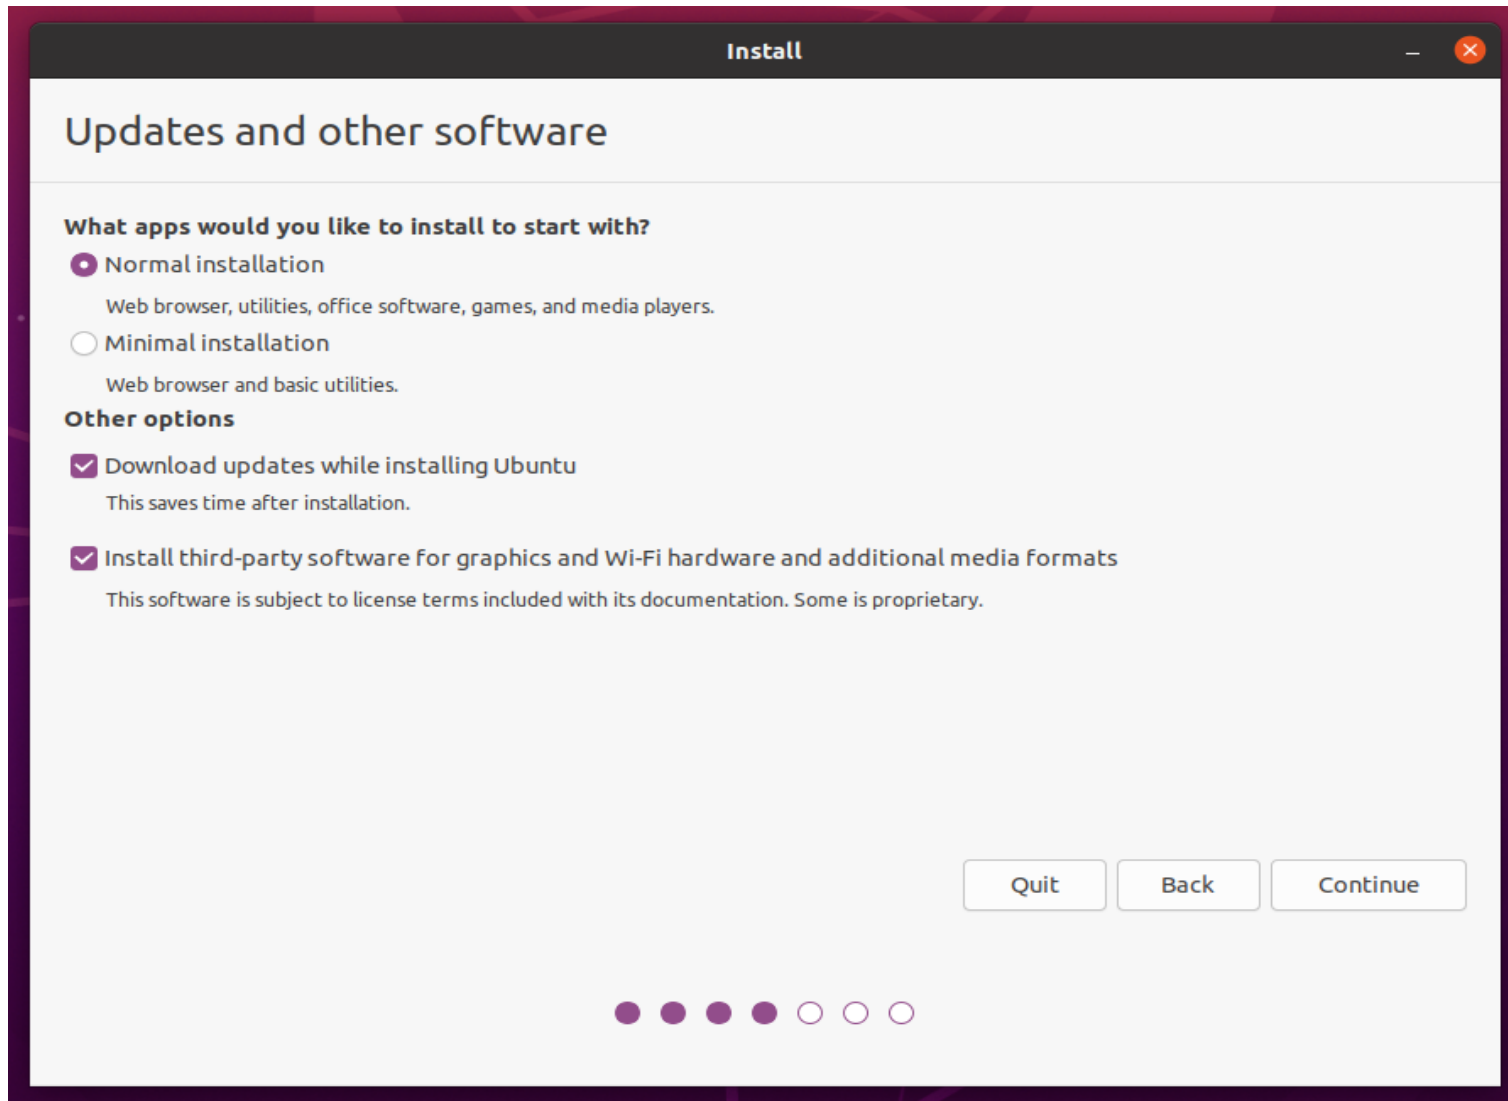 Install
Updates and other software
What apps would you like to install to start with?
Normal installation
Web browser, utilities, office software, games, and media players.
Minimal installation
Web browser and basic utilities.
Other options
Download updates while installing Ubuntu
This saves time after installation.
Install third-party software for graphics and Wi-Fi hardware and additional media formats
This software is subject to license terms included with its documentation. Some is proprietary.
Quit Back Continue